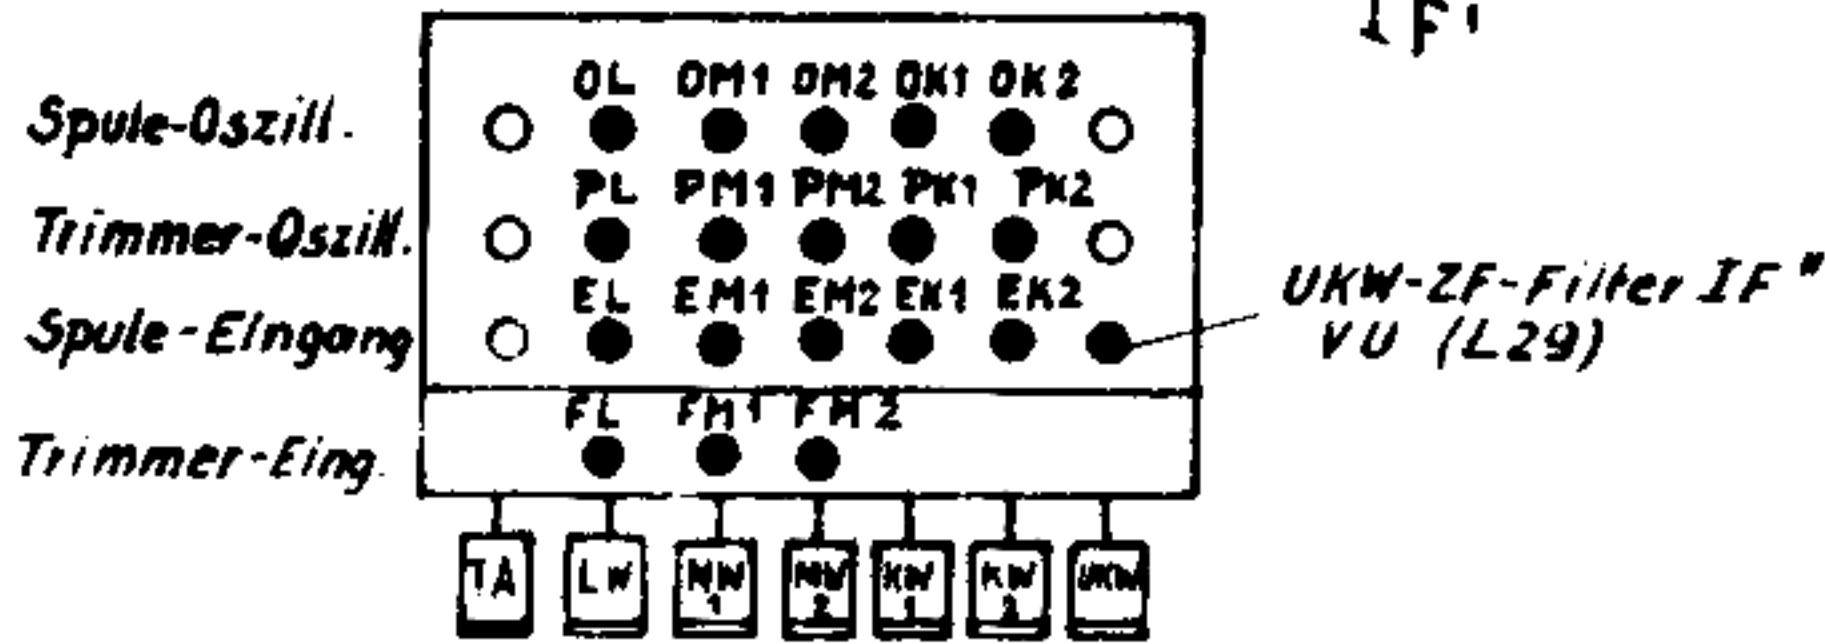 IF'
OL OM1 OM2 OK1 OK2
Spule-Oszill.
PL PM1 PM2 PK1 PK2
Trimmer-Oszill.
EL EM1 EM2 EK1 EK2
UKW-ZF-Filter IF"
VU (L29)
Spule-Eingang
FL FM1 FM2
Trimmer-Eing.
TA LW MW 1 MW 2 KW 1 KW 2 UKW